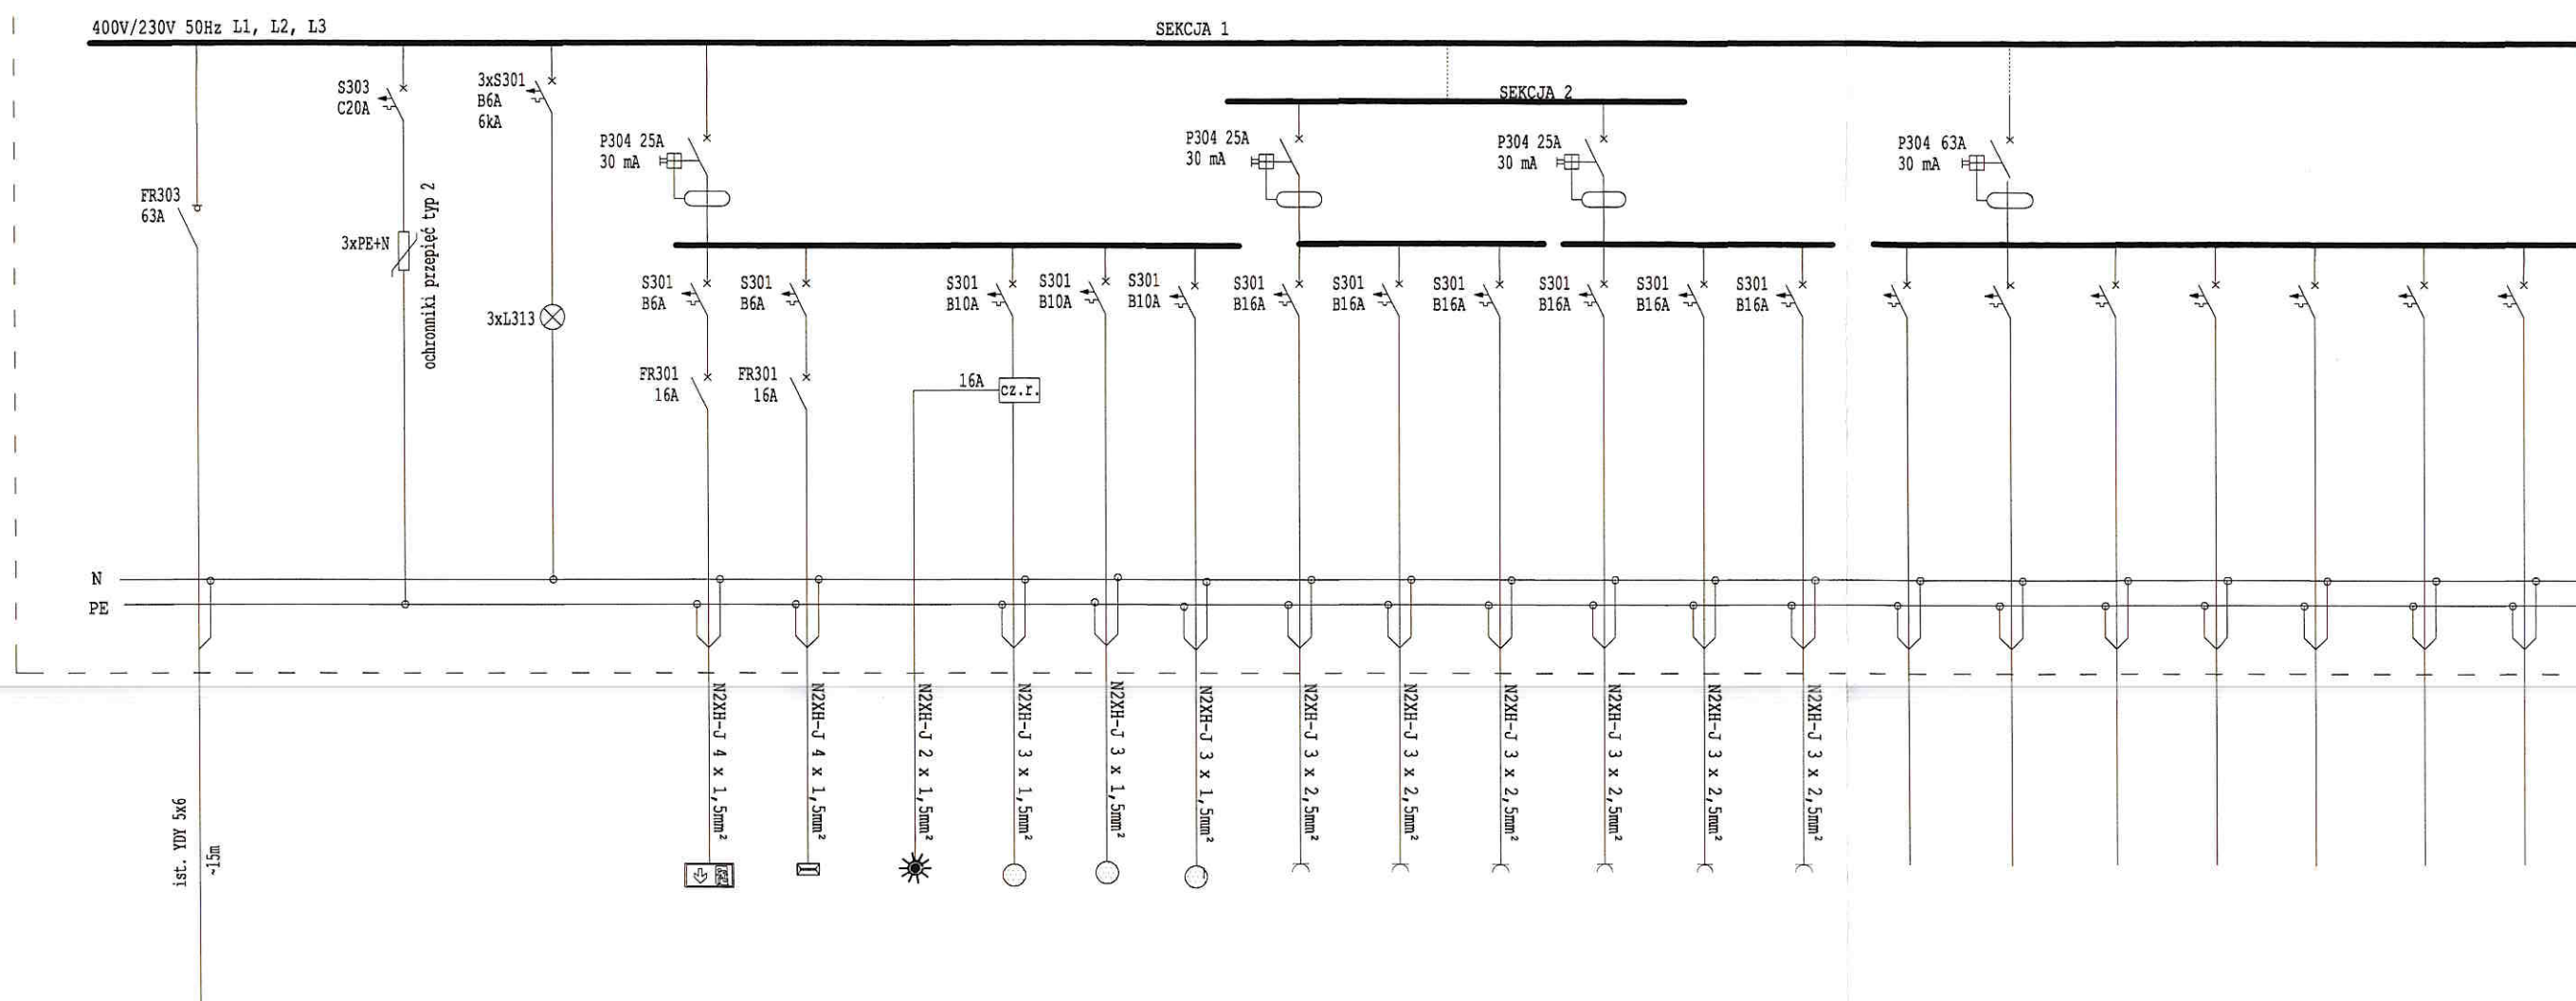 400V/230V 50Hz L1, L2, L3
SEKCJA 1
S303
C20A
3xS301
B6A
6kA
SEKCJA 2
P304 25A
30 mA
P304 25A
30 mA
P304 25A
30 mA
P304 63A
30 mA
FR303
63A
3xPE+N
ochronniki przepięć typ 2
3xL313
S301
B6A
S301
B6A
S301
B10A
S301
B10A
S301
B10A
S301
B16A
S301
B16A
S301
B16A
S301
B16A
S301
B16A
S301
B16A
FR301
16A
FR301
16A
16A
cz.r.
N
PE
ist. YDY 5x6
~15m
N2XH-J 4 x 1,5mm²
N2XH-J 4 x 1,5mm²
N2XH-J 2 x 1,5mm²
N2XH-J 3 x 1,5mm²
N2XH-J 3 x 1,5mm²
N2XH-J 3 x 1,5mm²
N2XH-J 3 x 2,5mm²
N2XH-J 3 x 2,5mm²
N2XH-J 3 x 2,5mm²
N2XH-J 3 x 2,5mm²
N2XH-J 3 x 2,5mm²
N2XH-J 3 x 2,5mm²